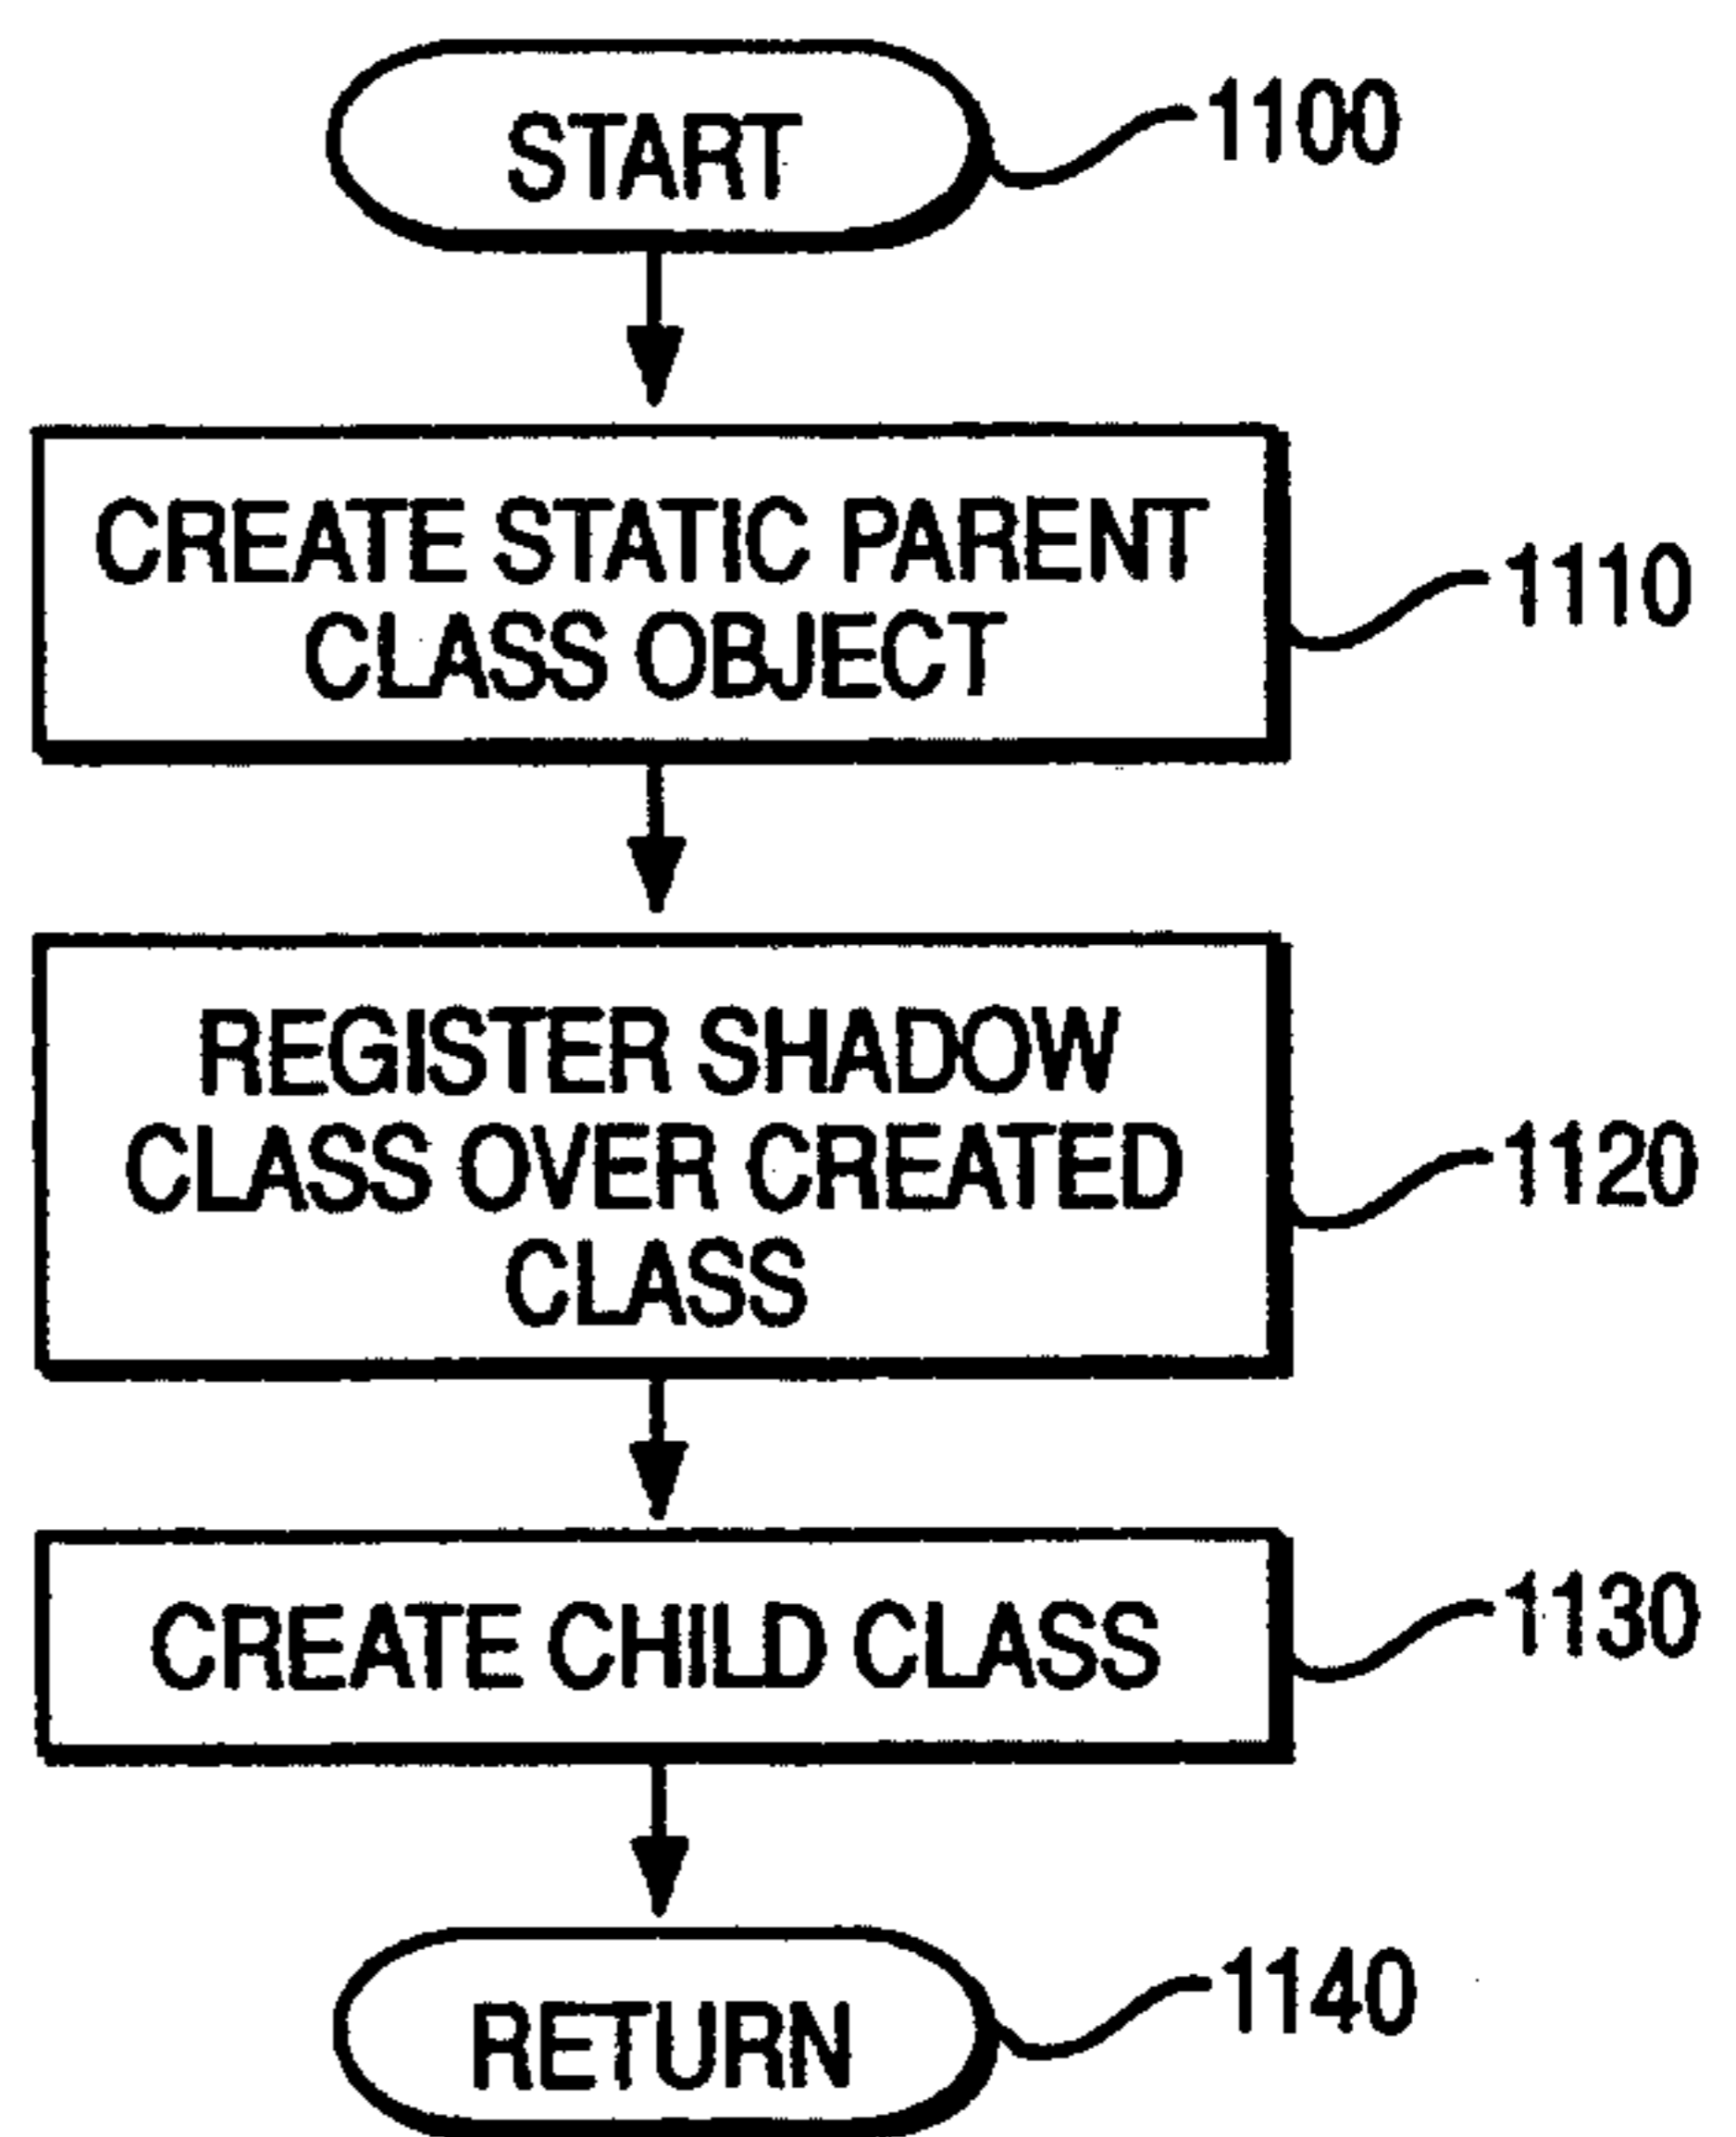 START
1100
CREATE STATIC PARENT
CLASS OBJECT
1110
REGISTER SHADOW
CLASS OVER CREATED
CLASS
1120
CREATE CHILD CLASS
1130
RETURN
1140